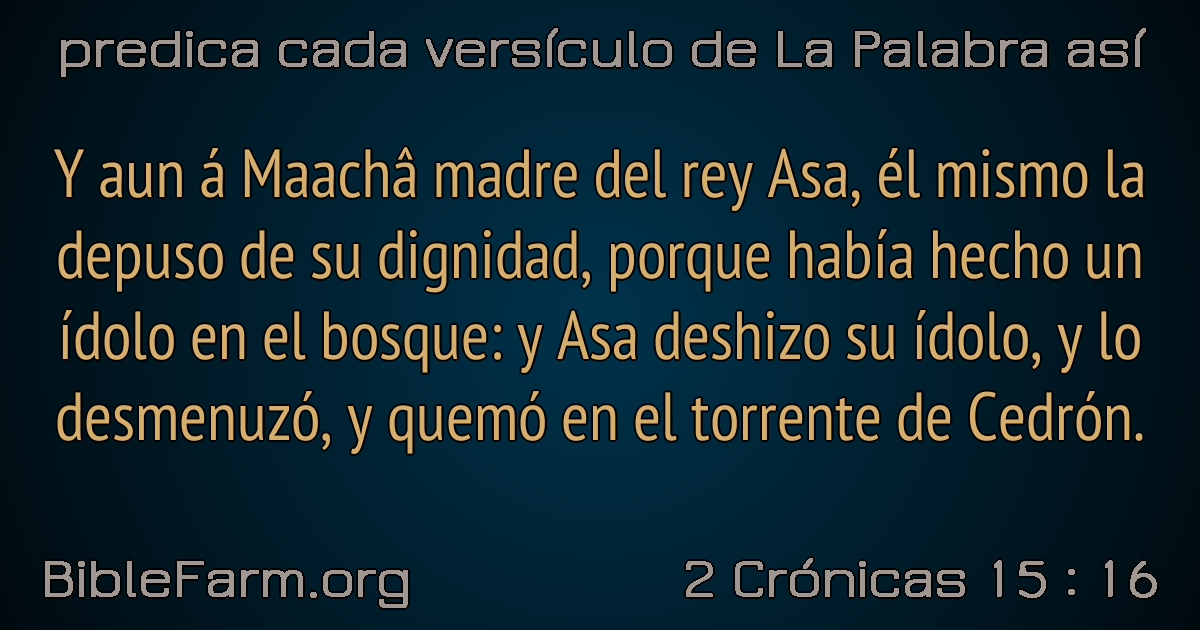 predica cada versículo de La Palabra así
Y aun á Maachâ madre del rey Asa, él mismo la
depuso de su dignidad, porque había hecho un
ídolo en el bosque: y Asa deshizo su ídolo, y lo
desmenuzó, y quemó en el torrente de Cedrón.
BibleFarm.org
2 Crónicas 15 : 16